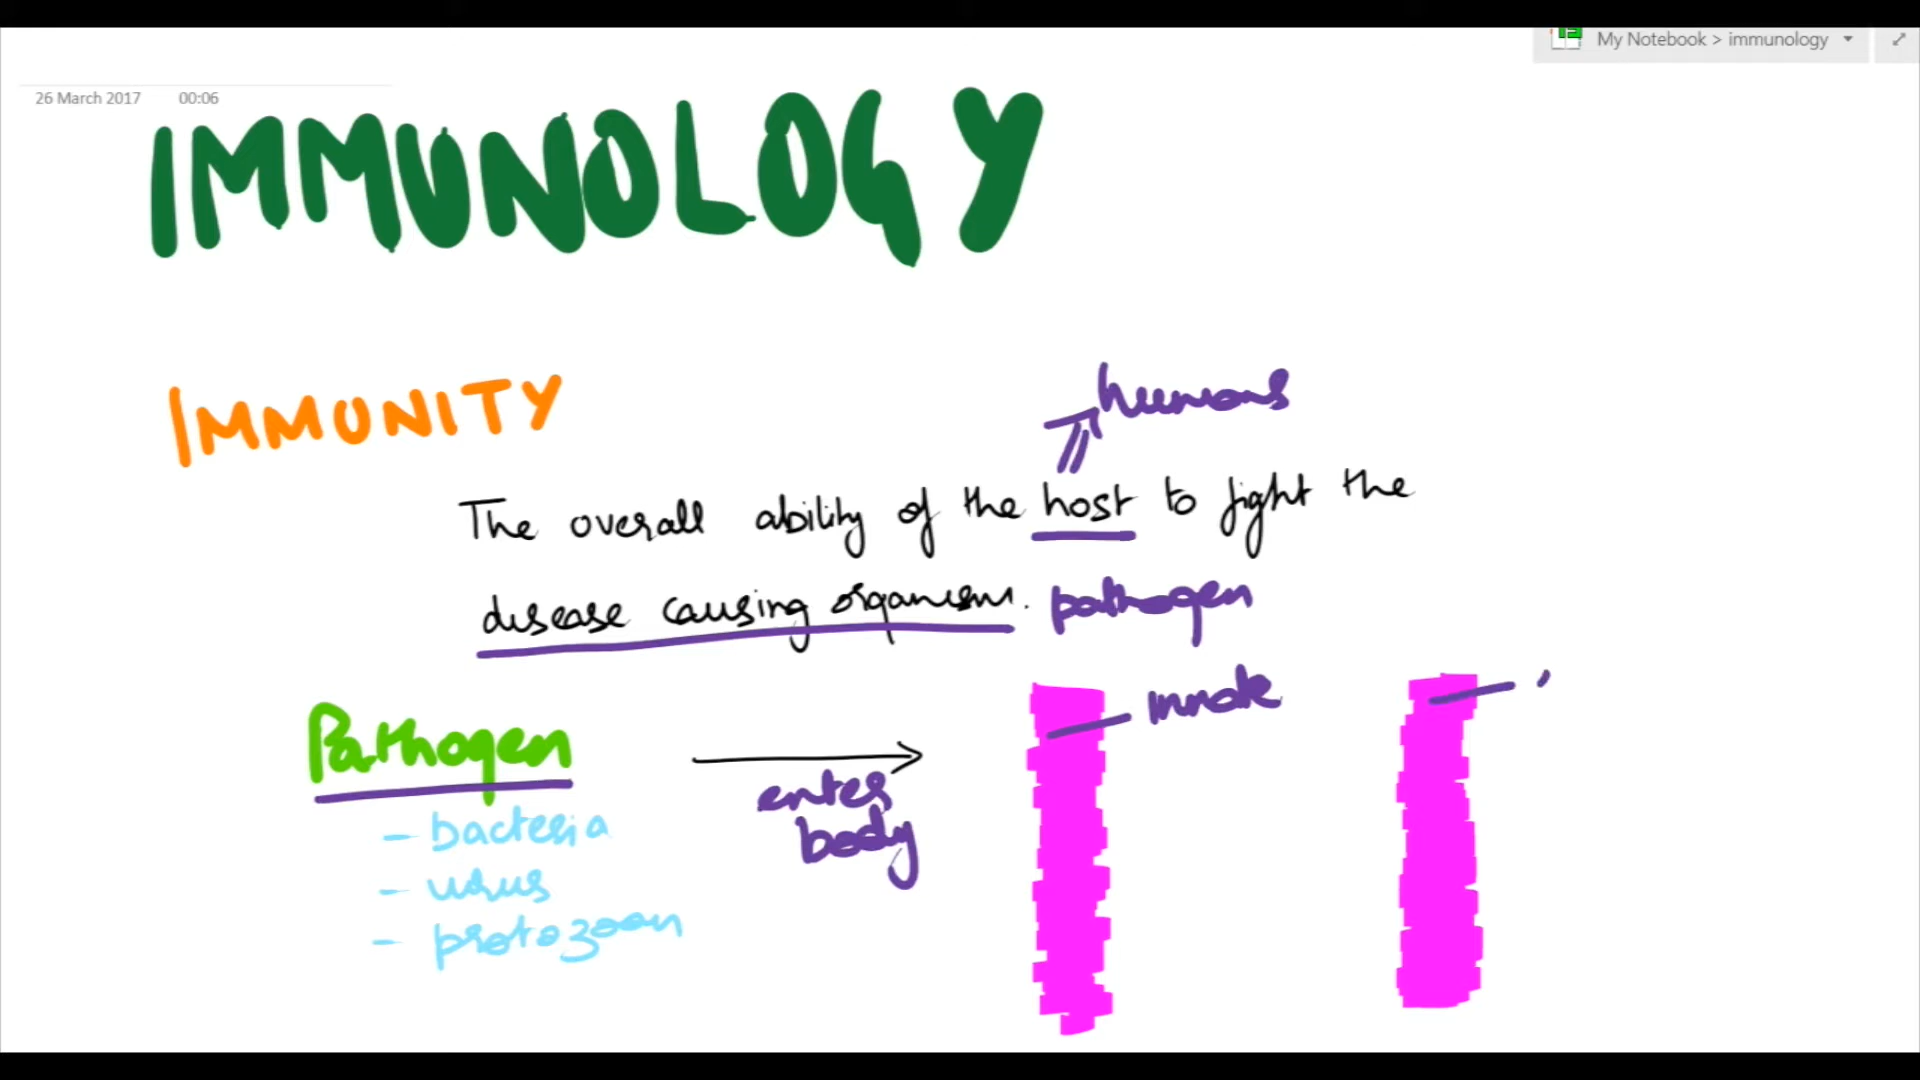 My Notebook > immunology
26 March 2017 00:06
IMMUNOLOGY
IMMUNITY
humans
The overall ability of the host to fight the
disease causing organism. pathogen
Pathogen
enter
body
innate
- bacteria
- virus
- protozoan